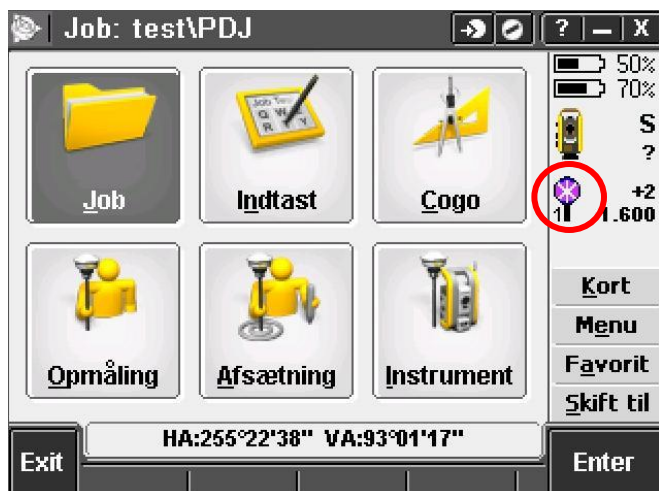 Job: test\PDJ
? — X
50%
70%
S
?
+2
1 1.600
Job
Indtast
Cogo
Opmåling
Afsætning
Instrument
Kort
Menu
Favorit
Skift til
HA:255°22'38" VA:93°01'17"
Exit
Enter